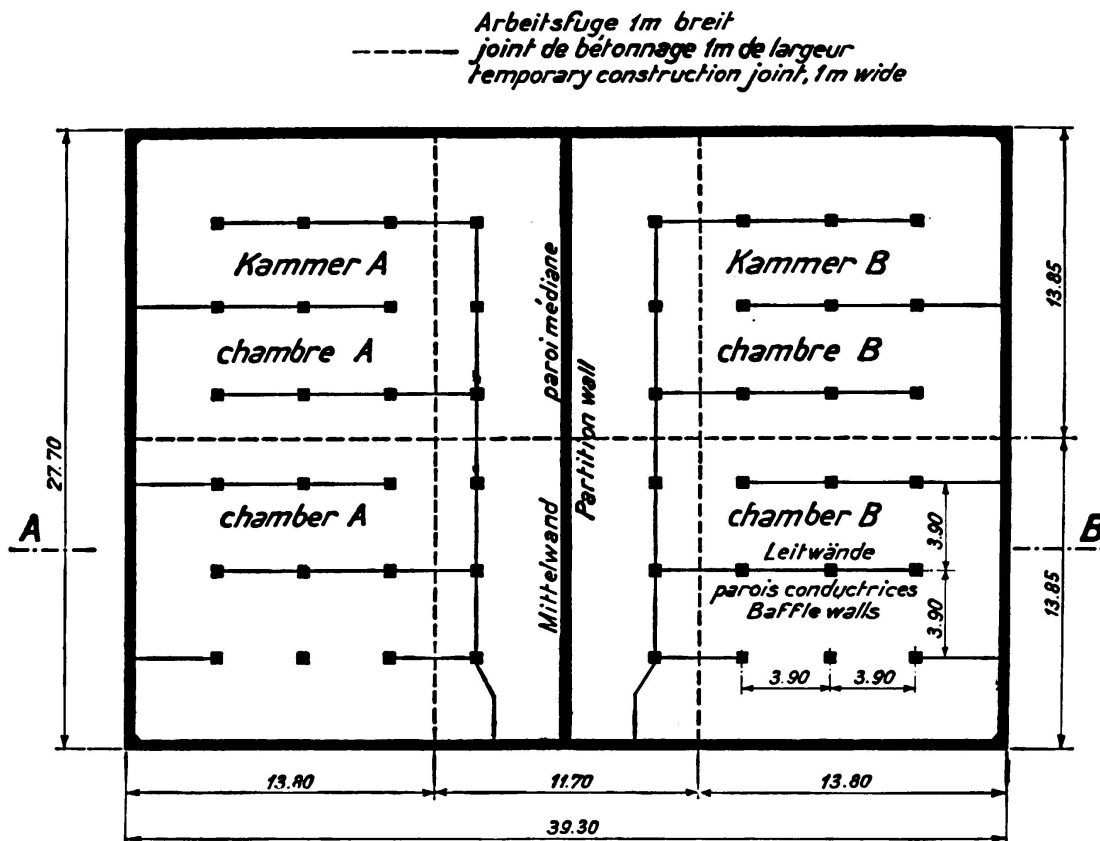 Arbeitsfuge 1m breit
joint de bétonnage 1m de largeur
temporary construction joint, 1m wide
Kammer A
chambre A
chamber A
Kammer B
chambre B
chamber B
Leitwände
parois conductrices
Baffle walls
Mittelwand
paroi médiane
Partition wall
A
B
27.70
13.85
13.85
3.90
3.90
3.90
3.90
13.80
11.70
13.80
39.30